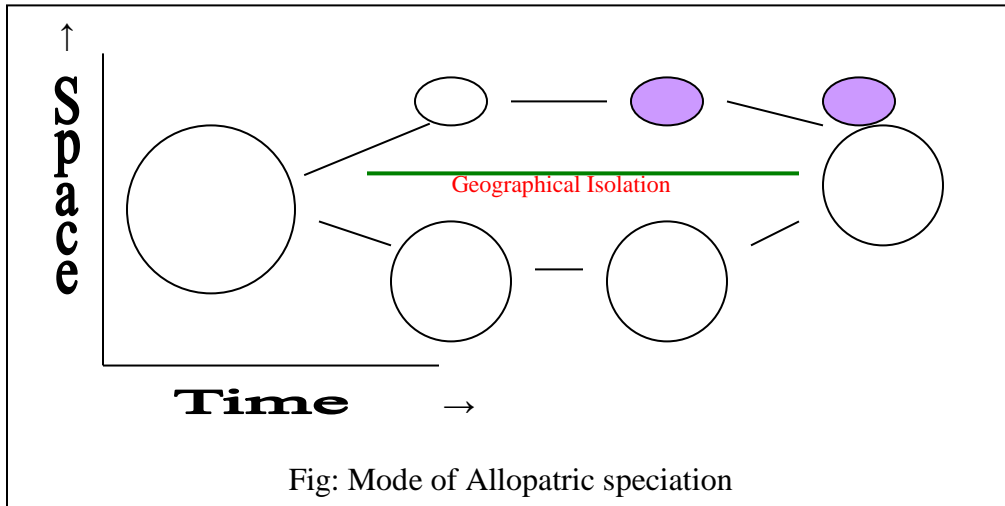 ↑
Space
Geographical Isolation
Time →
Fig: Mode of Allopatric speciation